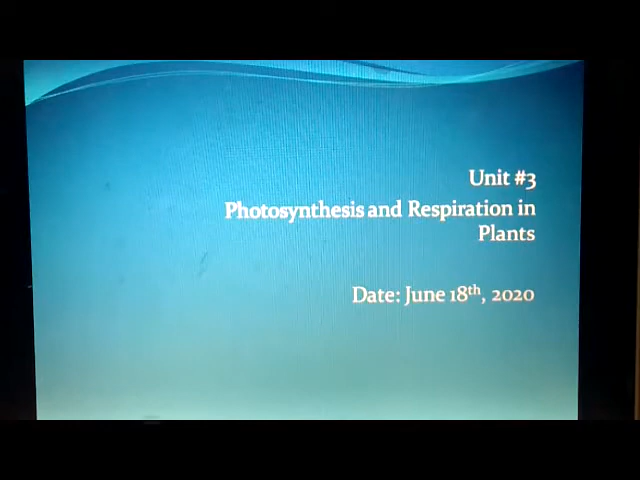 Unit #3
Photosynthesis and Respiration in
Plants
Date: June 18th, 2020